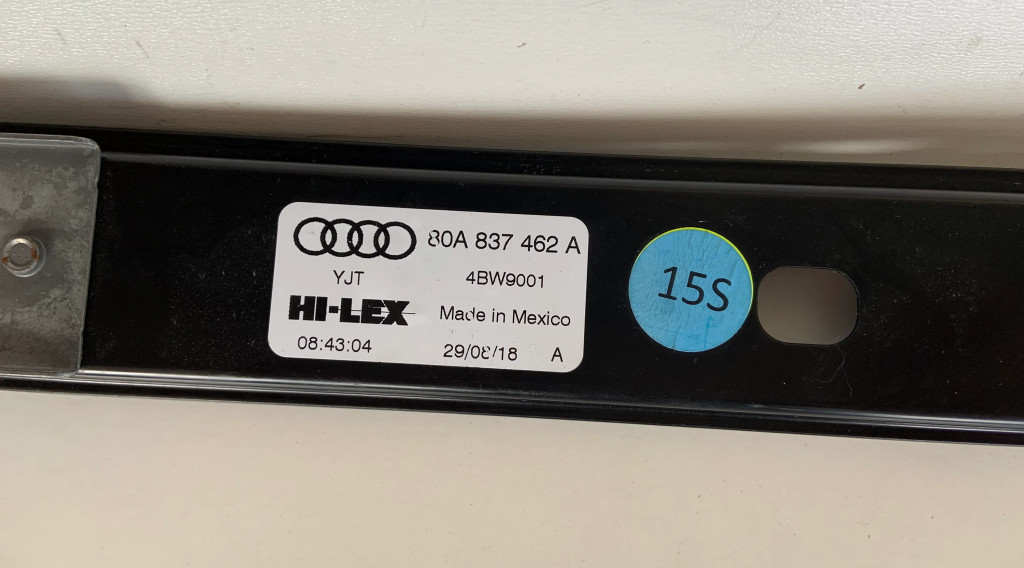 80A 837 462 A
YJT 4BW9001
HI-LEX Made in Mexico
08:43:04 29/08/18 A
15S